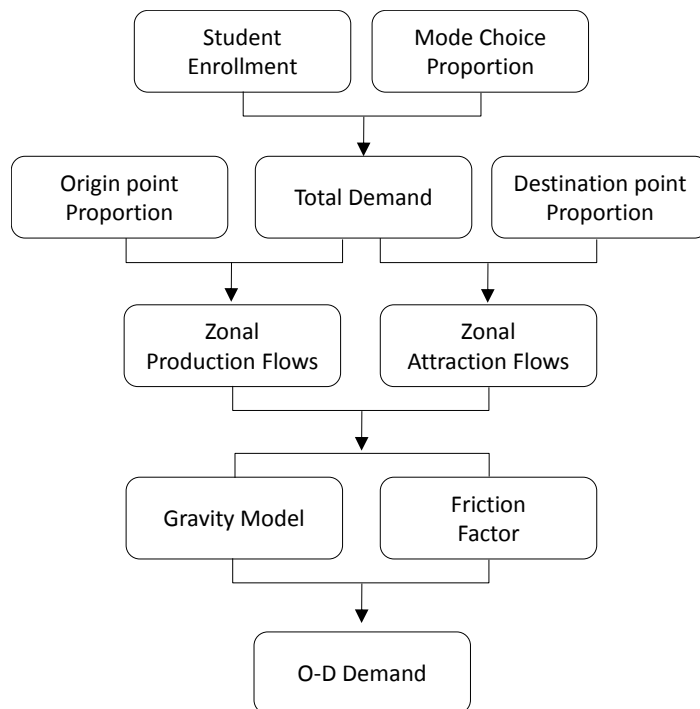 Student
Enrollment
Mode Choice
Proportion
Origin point
Proportion
Total Demand
Destination point
Proportion
Zonal
Production Flows
Zonal
Attraction Flows
Gravity Model
Friction
Factor
O-D Demand